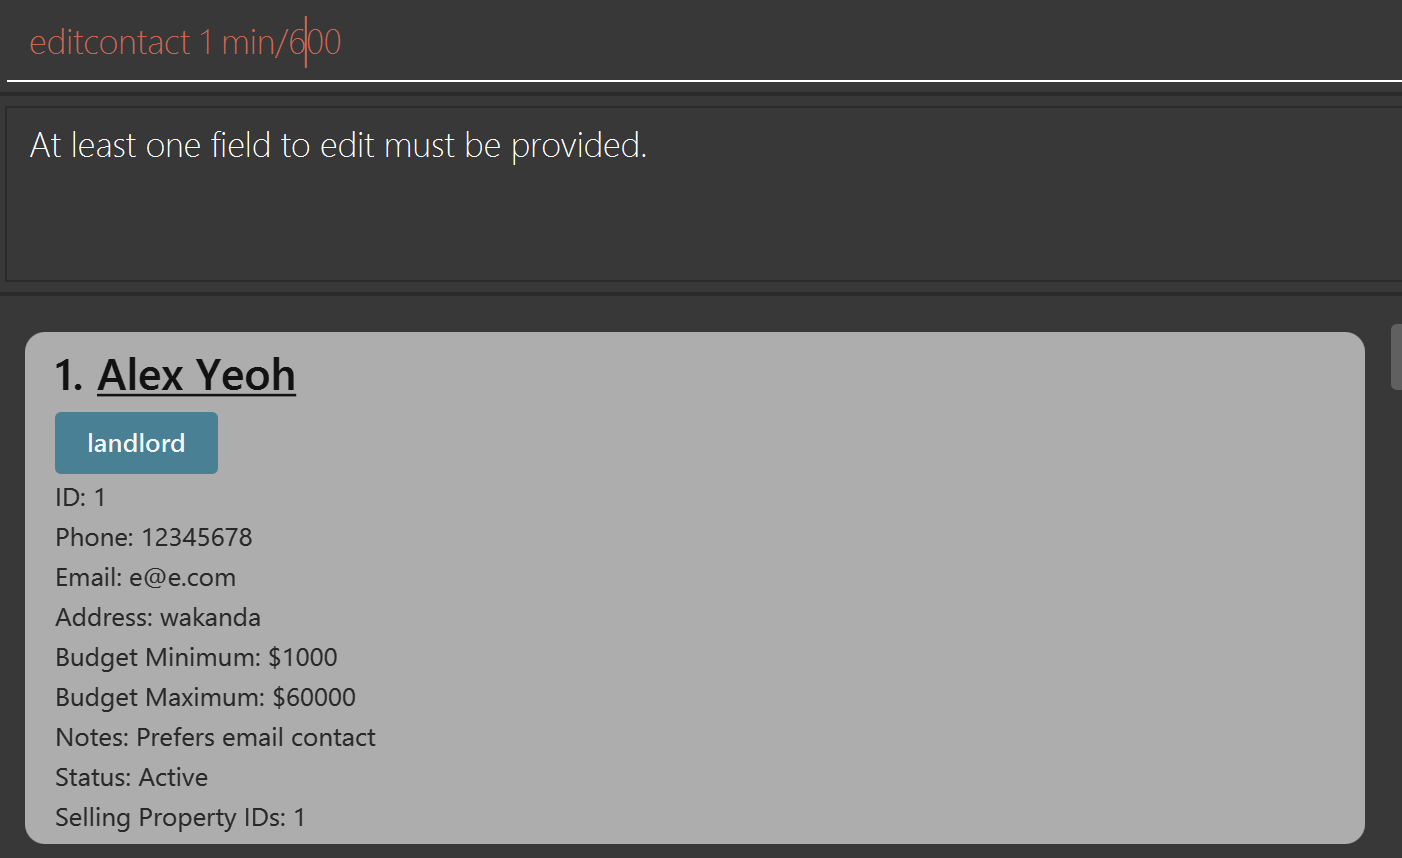 editcontact 1 min/600
At least one field to edit must be provided.
1. Alex Yeoh
landlord
ID: 1
Phone: 12345678
Email: e@e.com
Address: wakanda
Budget Minimum: $1000
Budget Maximum: $60000
Notes: Prefers email contact
Status: Active
Selling Property IDs: 1